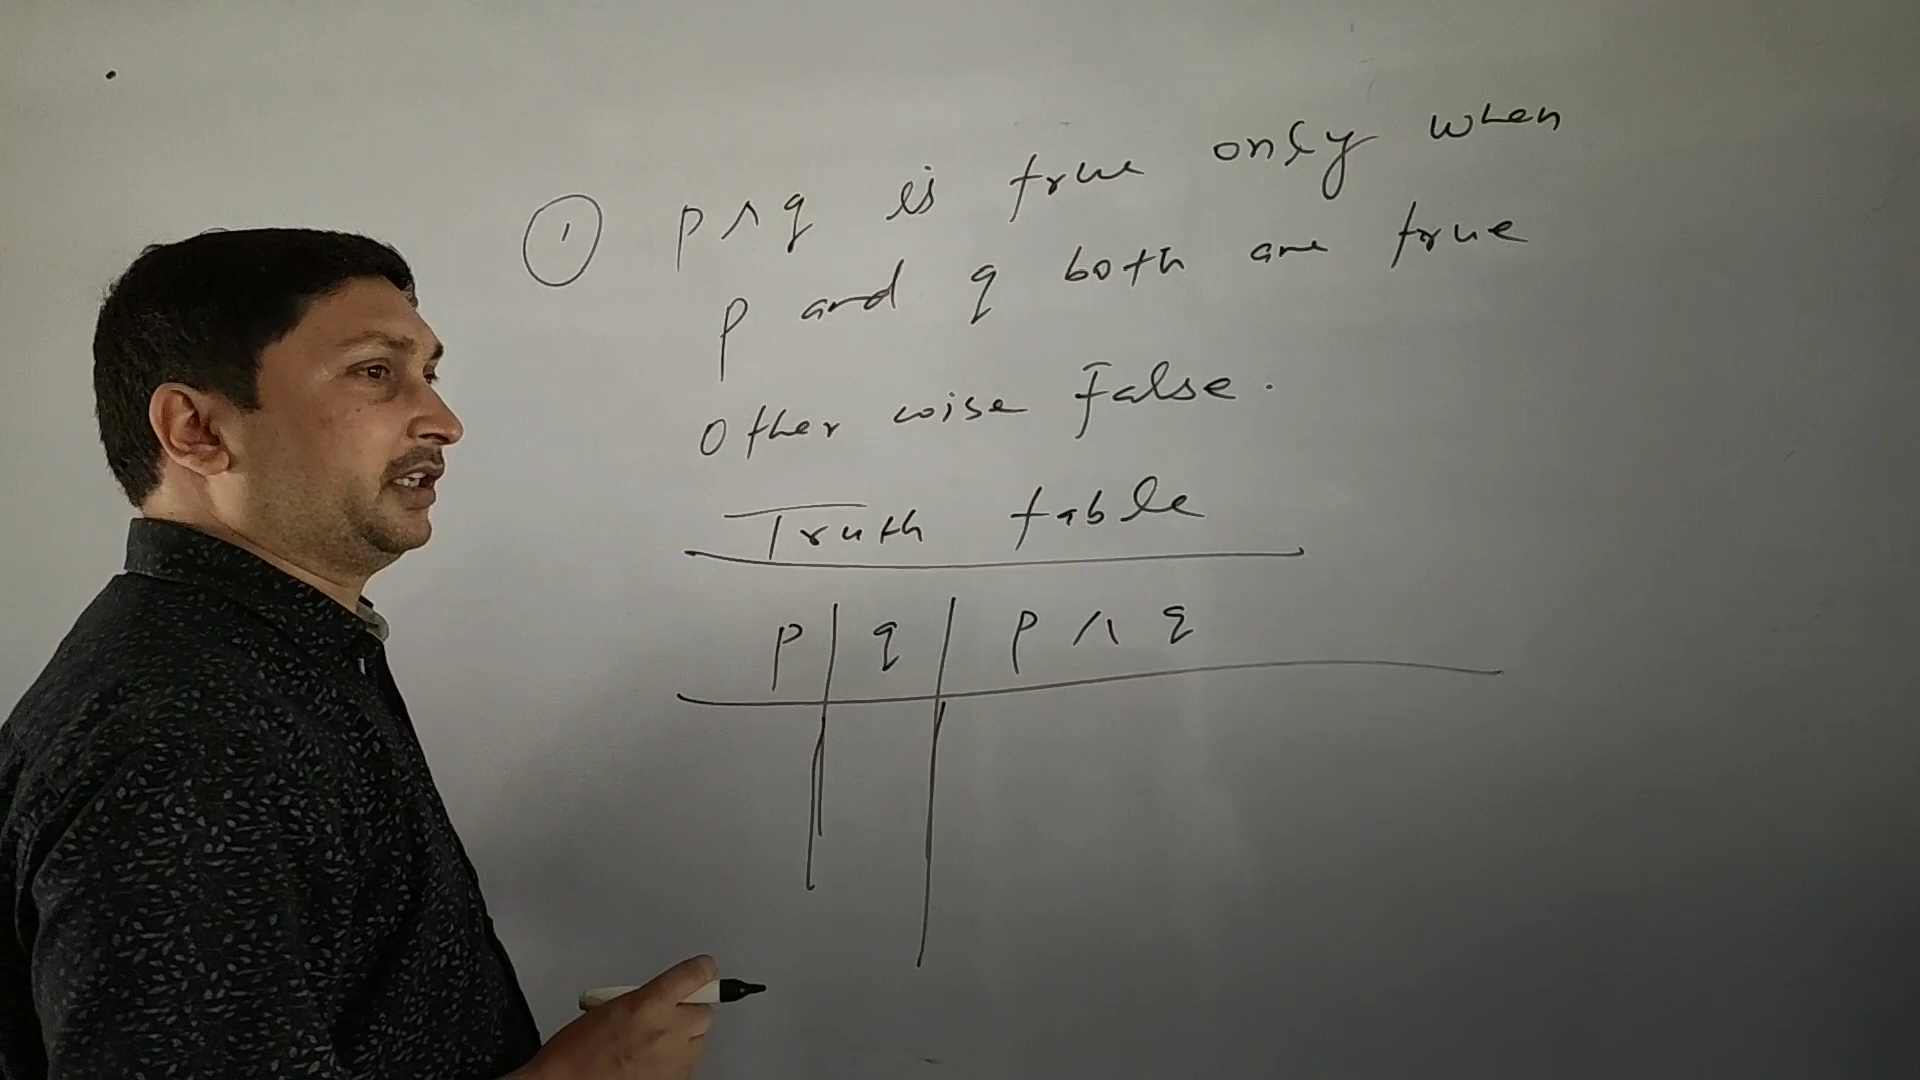 ① p ∧ q is true only when
p and q both are true
Other wise False.
Truth table
p | q | p ∧ q